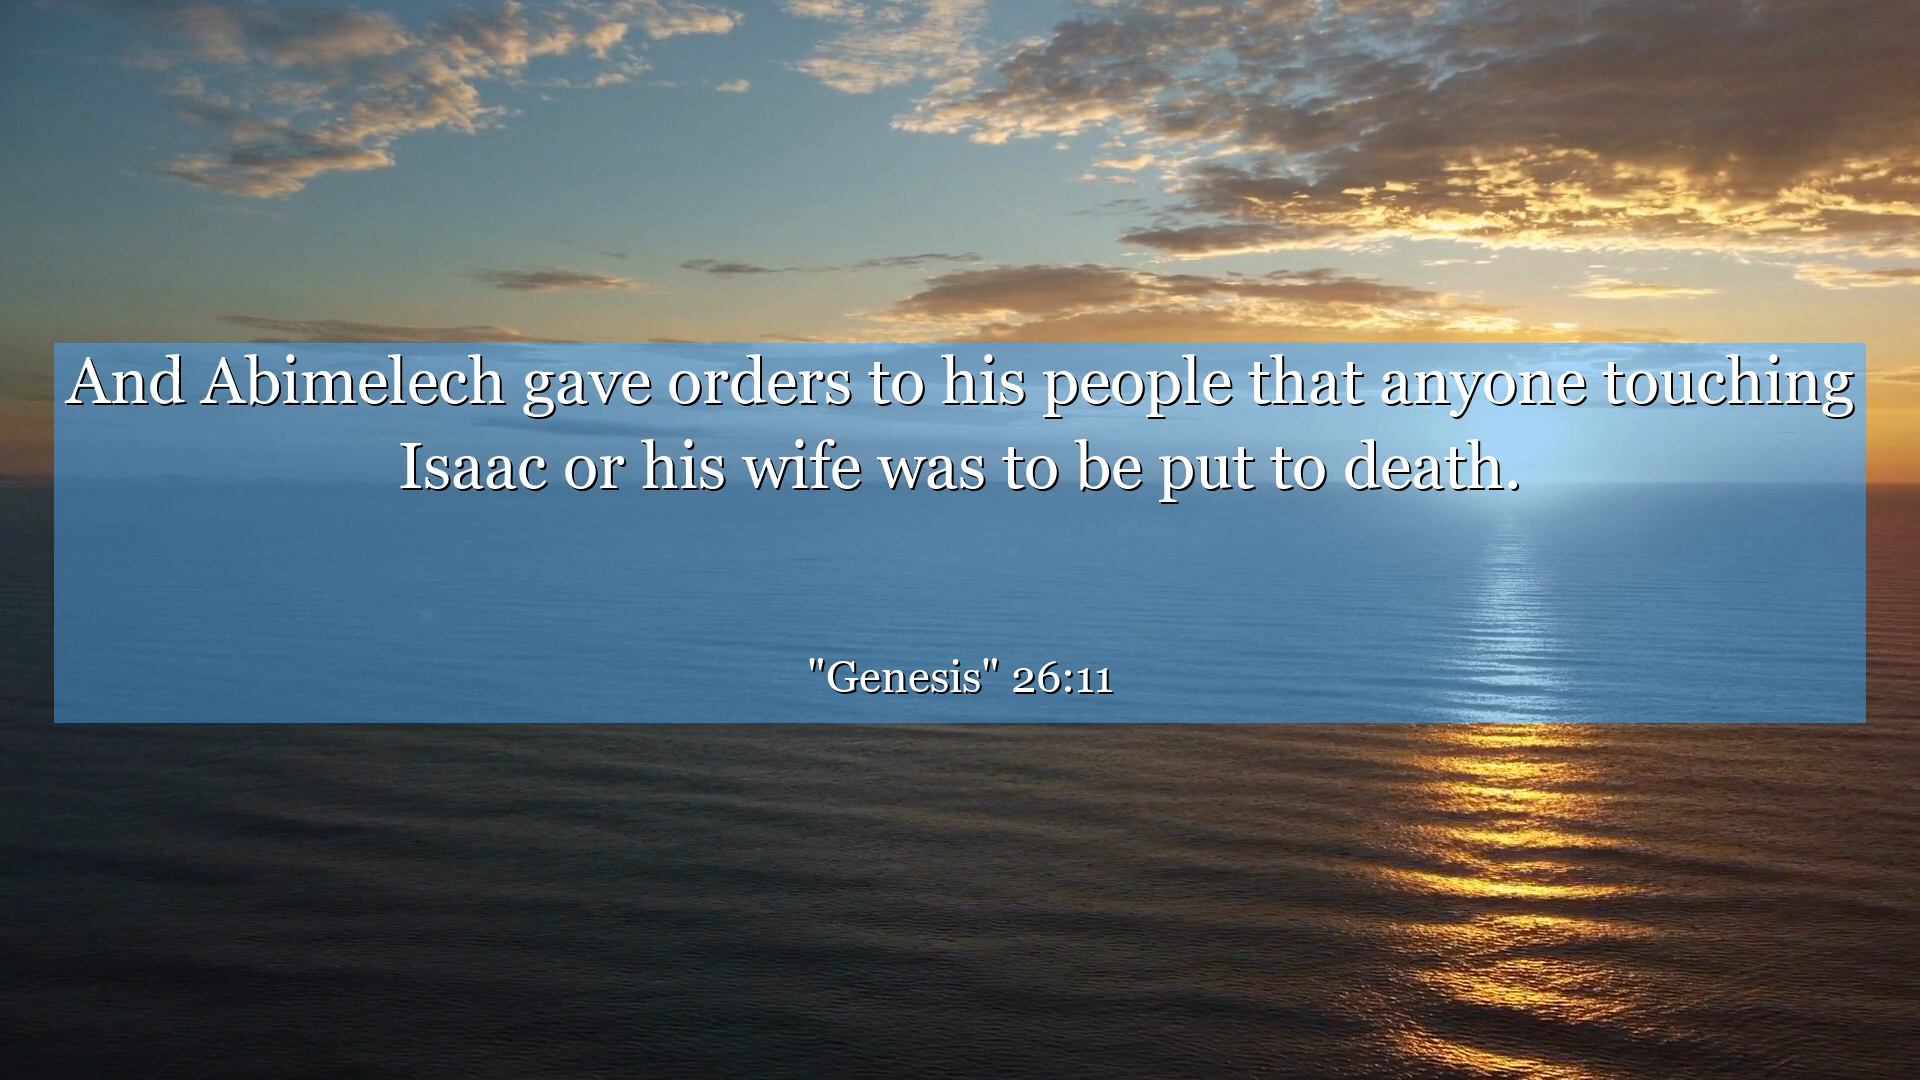 And Abimelech gave orders to his people that anyone touching
Isaac or his wife was to be put to death.
"Genesis" 26:11